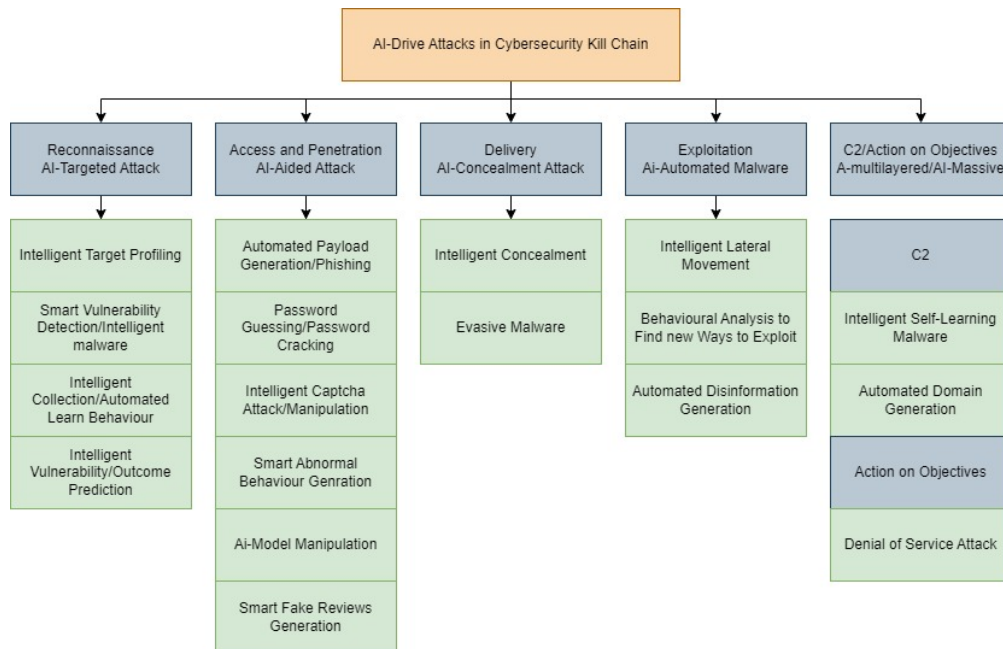 AI-Drive Attacks in Cybersecurity Kill Chain
Reconnaissance
AI-Targeted Attack
Access and Penetration
AI-Aided Attack
Delivery
AI-Concealment Attack
Exploitation
Ai-Automated Malware
C2/Action on Objectives
A-multilayered/AI-Massive
Intelligent Target Profiling
Smart Vulnerability
Detection/Intelligent
malware
Intelligent
Collection/Automated
Learn Behaviour
Intelligent
Vulnerability/Outcome
Prediction
Automated Payload
Generation/Phishing
Password
Guessing/Password
Cracking
Intelligent Captcha
Attack/Manipulation
Smart Abnormal
Behaviour Genration
Ai-Model Manipulation
Smart Fake Reviews
Generation
Intelligent Concealment
Evasive Malware
Intelligent Lateral
Movement
Behavioural Analysis to
Find new Ways to Exploit
Automated Disinformation
Generation
C2
Intelligent Self-Learning
Malware
Automated Domain
Generation
Action on Objectives
Denial of Service Attack